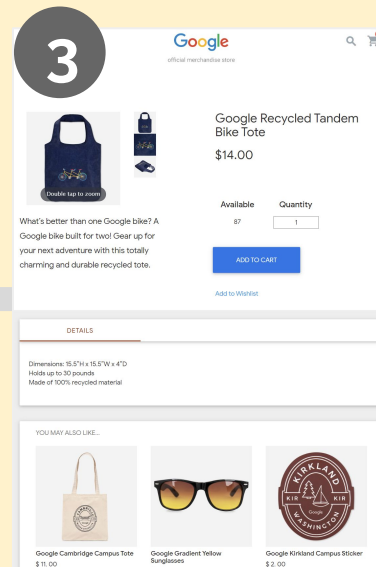 3
Google
official merchandise store
Google Recycled Tandem
Bike Tote
$14.00
Double tap to zoom
Available Quantity
87 1
What's better than one Google bike? A
Google bike built for two! Gear up for
your next adventure with this totally
charming and durable recycled tote.
ADD TO CART
Add to Wishlist
DETAILS
Dimensions: 15.5"H x 15.5"W x 4"D
Holds up to 30 pounds
Made of 100% recycled material
YOU MAY ALSO LIKE...
KIRKLAND
KIR KIR
Google
WASHINGTON
Google Cambridge Campus Tote
$ 11. 00
Google Gradient Yellow
Sunglasses
Google Kirkland Campus Sticker
$ 2. 00